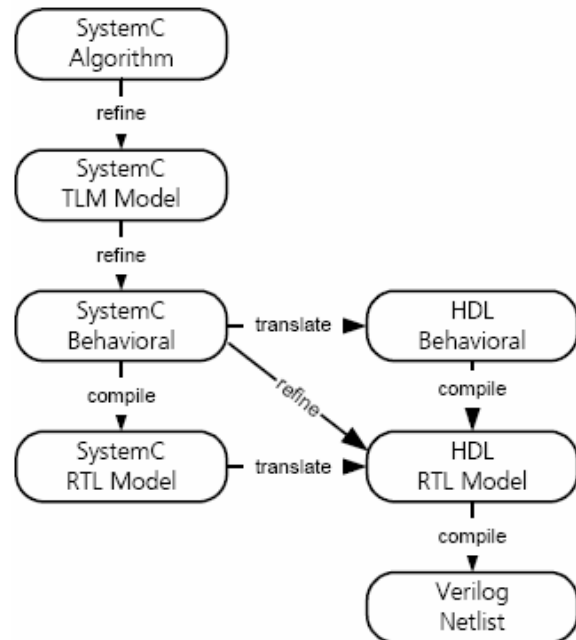 SystemC
Algorithm
refine
SystemC
TLM Model
refine
SystemC
Behavioral
translate
HDL
Behavioral
compile
refine
compile
SystemC
RTL Model
translate
HDL
RTL Model
compile
Verilog
Netlist